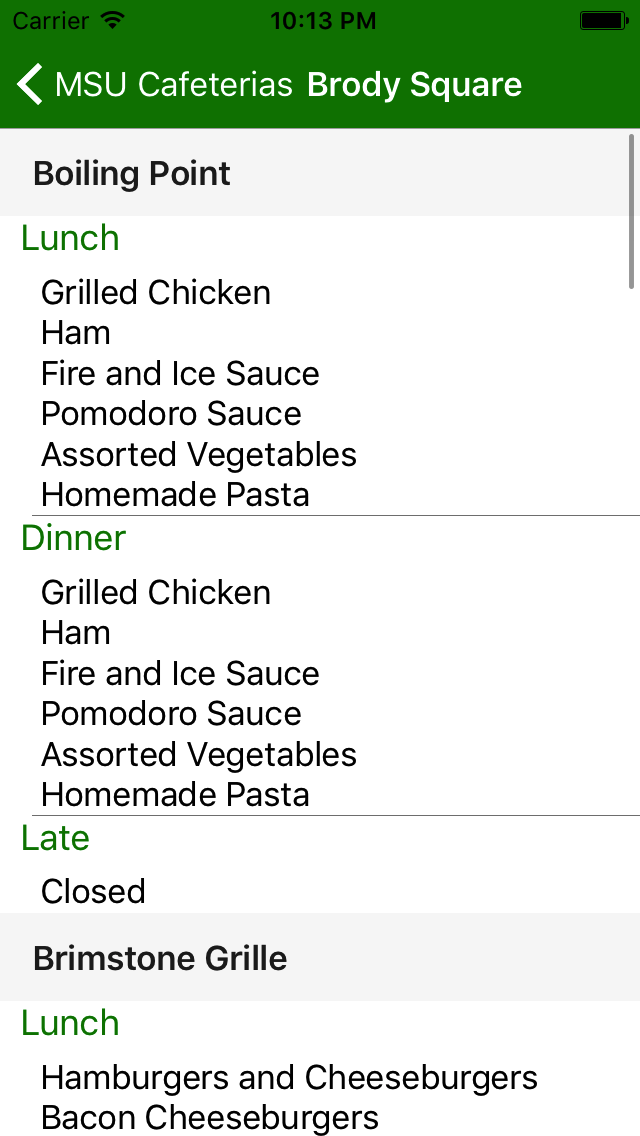 Carrier 10:13 PM
MSU Cafeterias Brody Square
Boiling Point
Lunch
Grilled Chicken
Ham
Fire and Ice Sauce
Pomodoro Sauce
Assorted Vegetables
Homemade Pasta
Dinner
Grilled Chicken
Ham
Fire and Ice Sauce
Pomodoro Sauce
Assorted Vegetables
Homemade Pasta
Late
Closed
Brimstone Grille
Lunch
Hamburgers and Cheeseburgers
Bacon Cheeseburgers